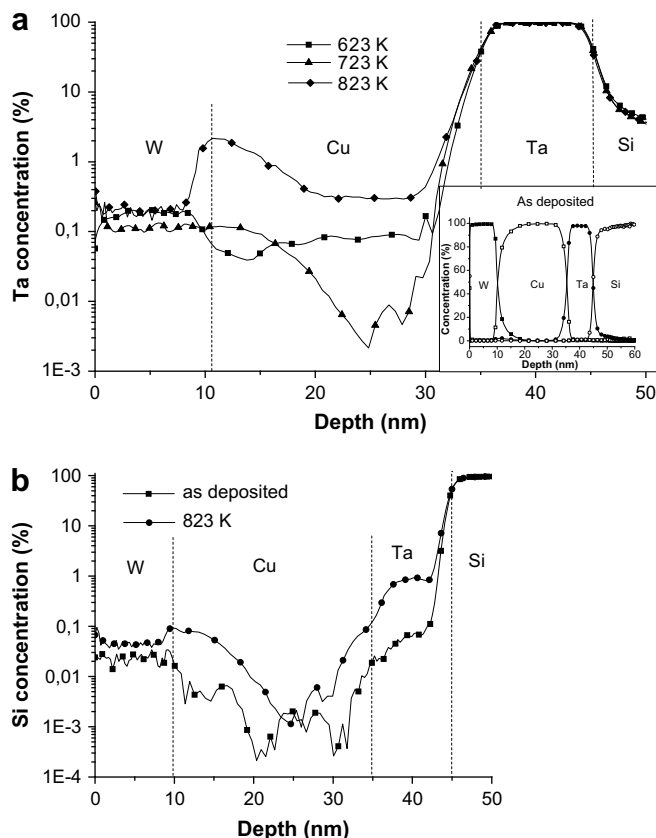 a
623 K
723 K
823 K
Ta concentration (%)
100
10
1
0,1
0,01
1E-3
W
Cu
Ta
Si
0
10
20
30
40
50
Depth (nm)
As deposited
Concentration (%)
100
80
60
40
20
0
W
Cu
Ta
Si
0 10 20 30 40 50 60
Depth (nm)
b
as deposited
823 K
Si concentration (%)
100
10
1
0,1
0,01
1E-3
1E-4
W
Cu
Ta
Si
0
10
20
30
40
50
Depth (nm)